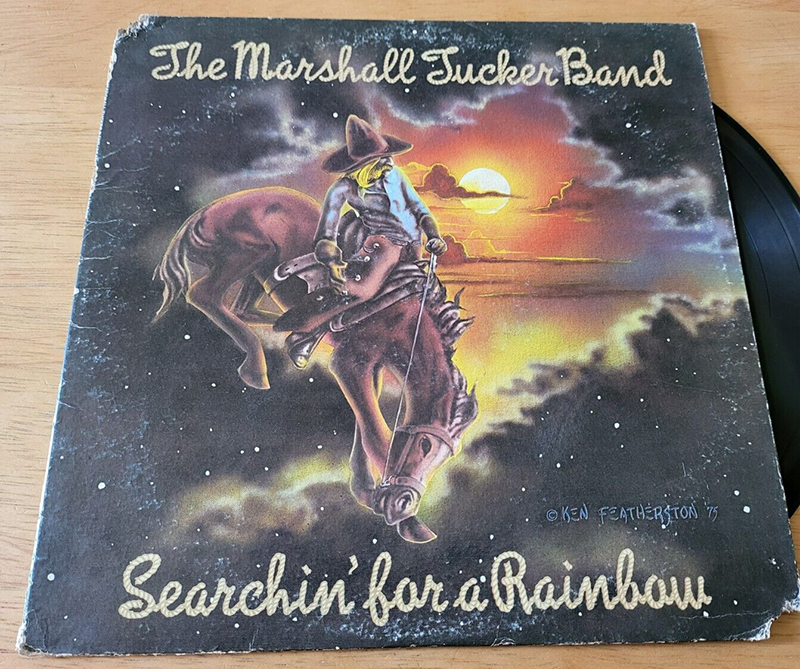 The Marshall Tucker Band
© KEN FEATHERSTON '75
Searchin' for a Rainbow